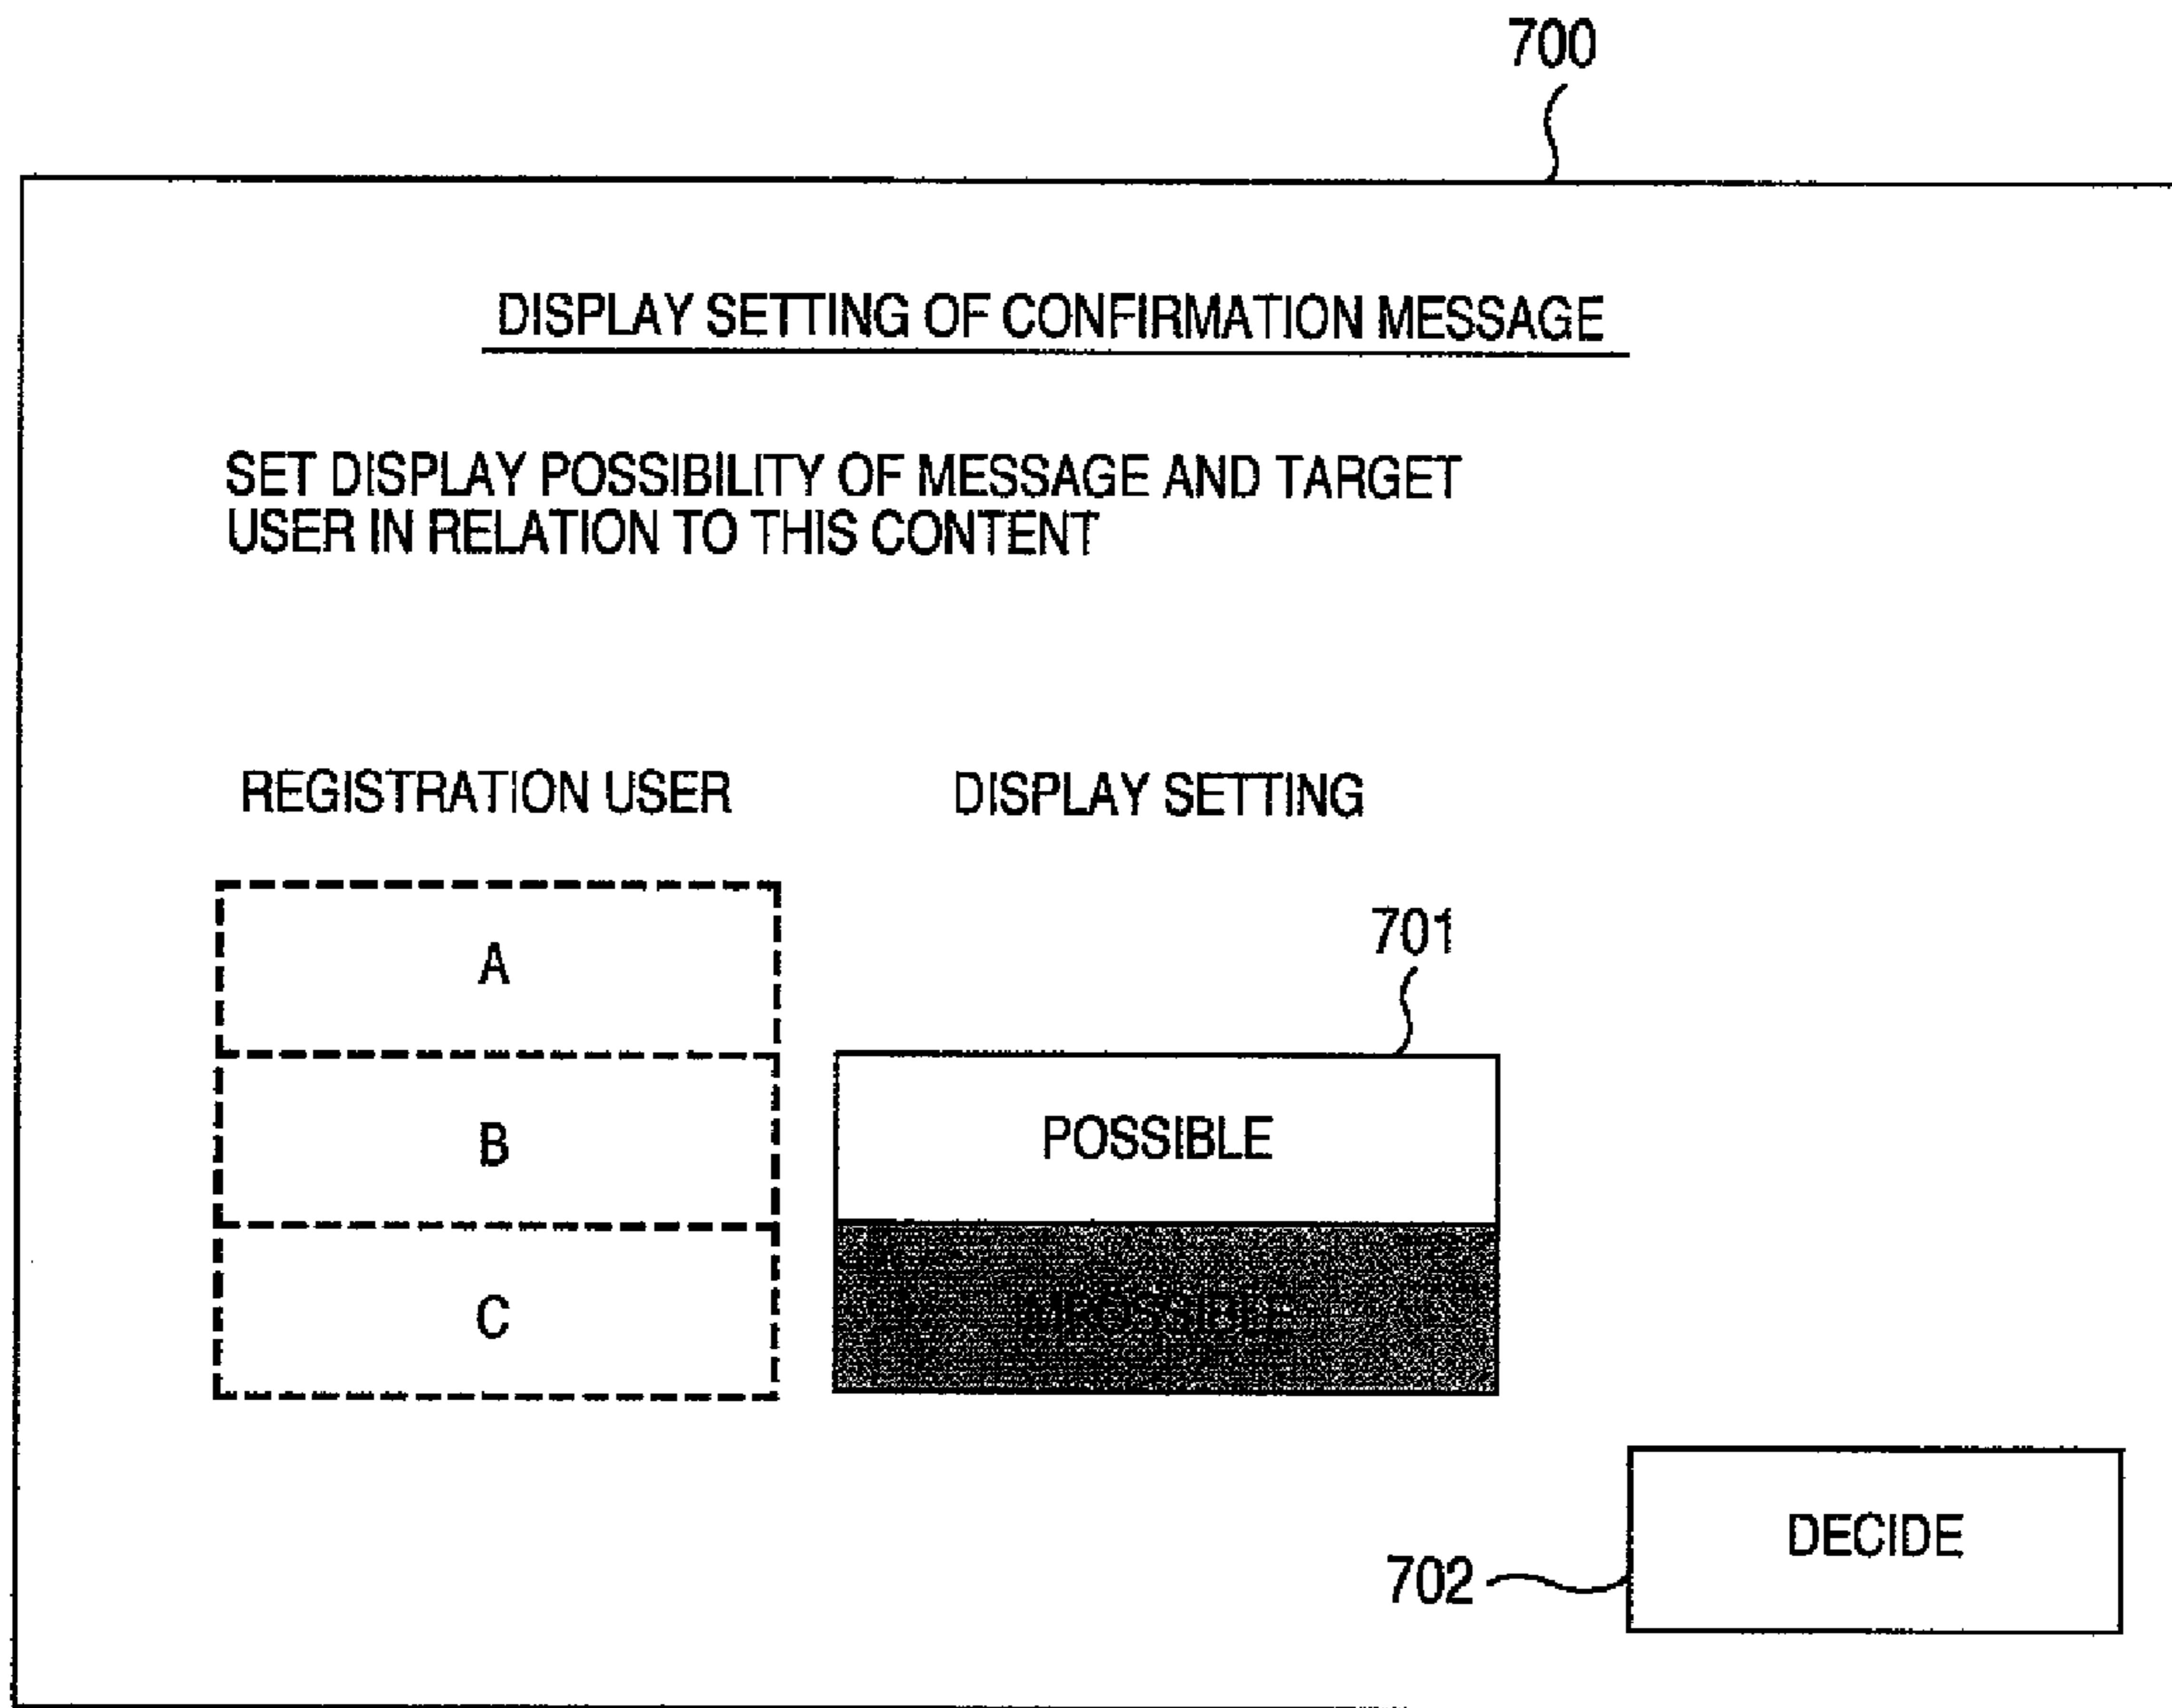 700
DISPLAY SETTING OF CONFIRMATION MESSAGE
SET DISPLAY POSSIBILITY OF MESSAGE AND TARGET
USER IN RELATION TO THIS CONTENT
REGISTRATION USER DISPLAY SETTING
A
701
B POSSIBLE
C IMPOSSIBLE
DECIDE
702